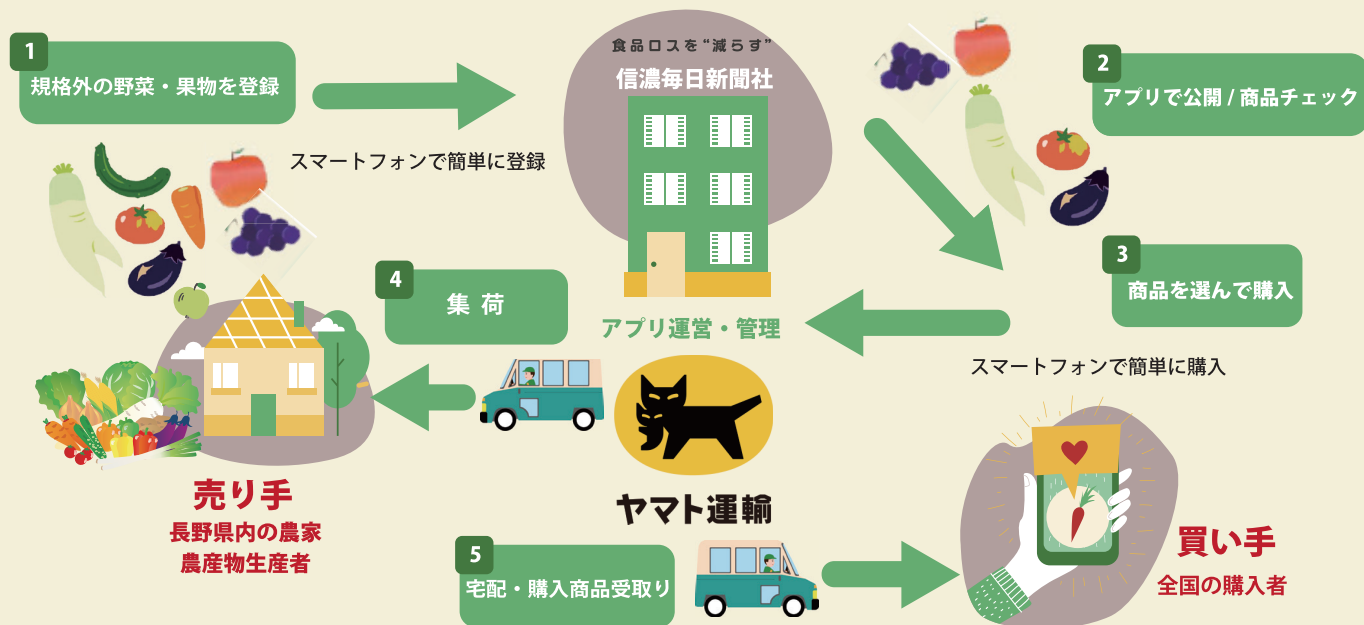 1
規格外の野菜・果物を登録
スマートフォンで簡単に登録
食品ロスを“減らす”
信濃毎日新聞社
アプリ運営・管理
2
アプリで公開 / 商品チェック
3
商品を選んで購入
スマートフォンで簡単に購入
4
集 荷
売り手
長野県内の農家
農産物生産者
ヤマト運輸
5
宅配・購入商品受取り
買い手
全国の購入者